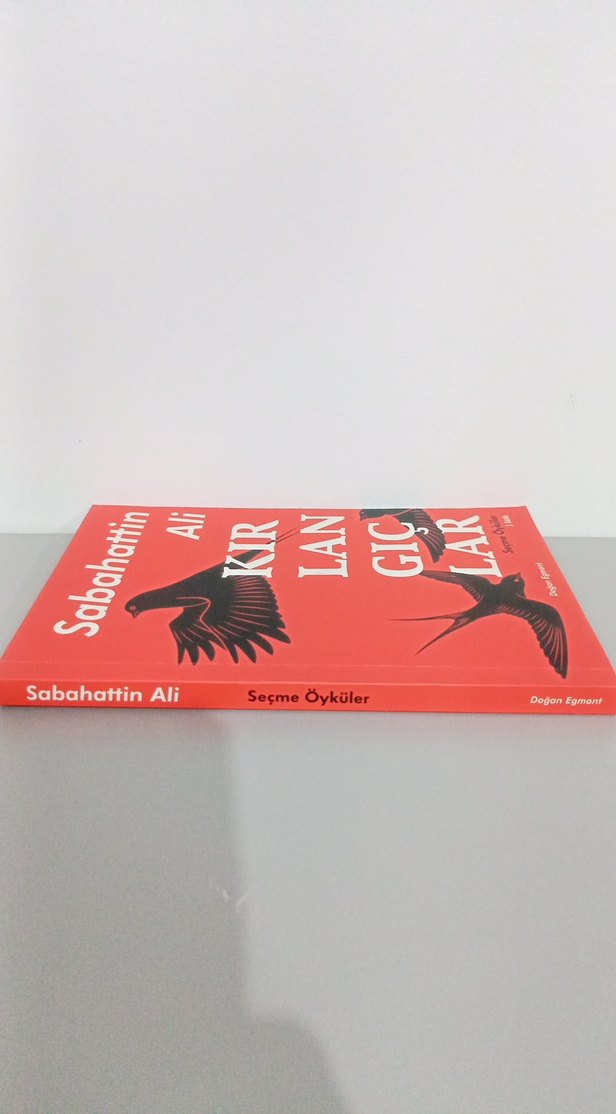 Sabahattin
Ali
KIR
LAN
GIÇ
LAR
Seçme Öyküler
Doğan Egmont
Sabahattin Ali
Seçme Öyküler
Doğan Egmont